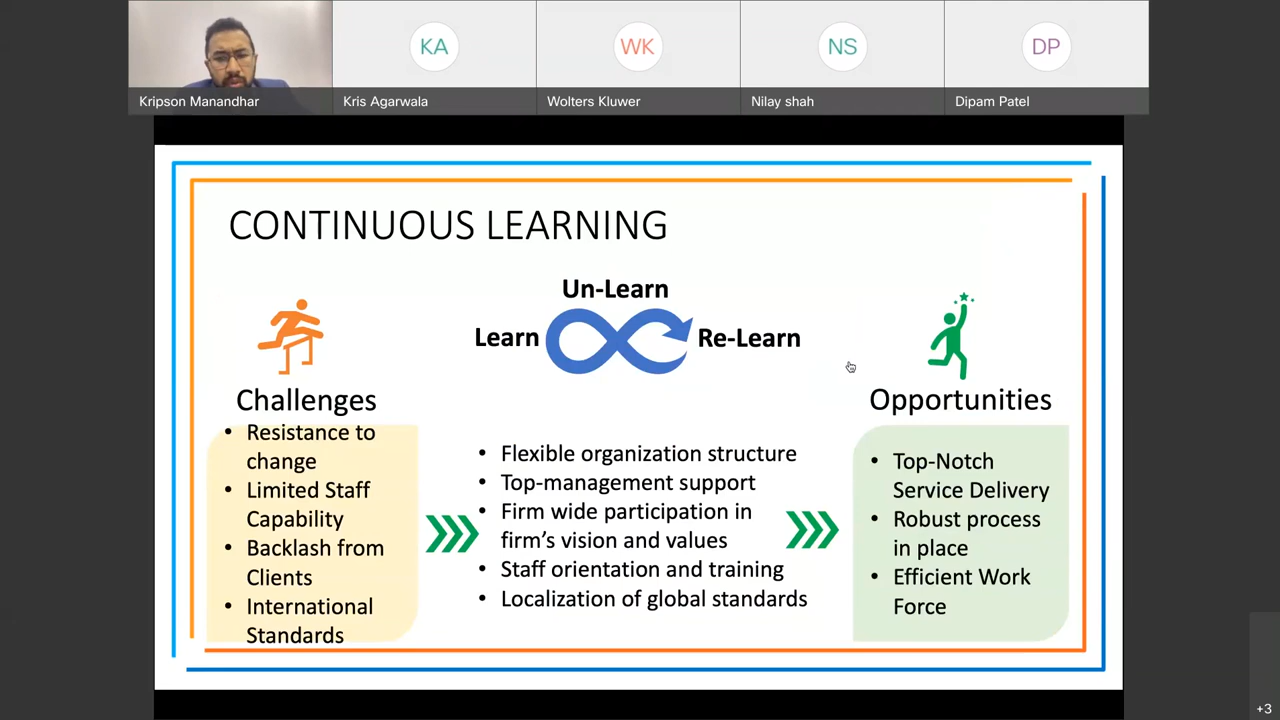 KA
WK
NS
DP
Kripson Manandhar
Kris Agarwala
Wolters Kluwer
Nilay shah
Dipam Patel
CONTINUOUS LEARNING
Un-Learn
Learn
Re-Learn
Challenges
• Resistance to
change
• Limited Staff
Capability
• Backlash from
Clients
• International
Standards
• Flexible organization structure
• Top-management support
• Firm wide participation in
firm's vision and values
• Staff orientation and training
• Localization of global standards
Opportunities
• Top-Notch
Service Delivery
• Robust process
in place
• Efficient Work
Force
+3